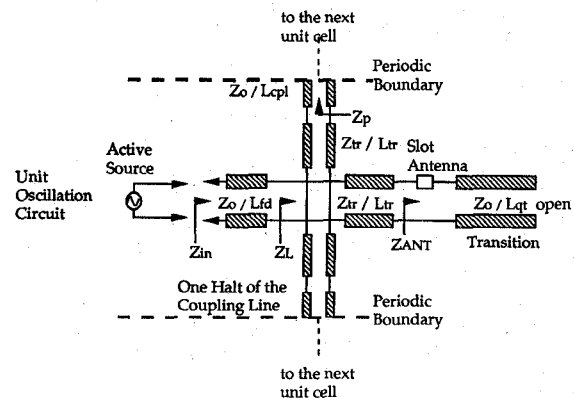 to the next
unit cell
Periodic
Boundary
Zo / Lcpl
Zp
Ztr / Ltr
Slot
Antenna
Active
Source
Unit
Oscillation
Circuit
Zo / Lfd
Ztr / Ltr
Zo / Lqt open
Zin
ZL
ZANT
Transition
One Half of the
Coupling Line
Periodic
Boundary
to the next
unit cell